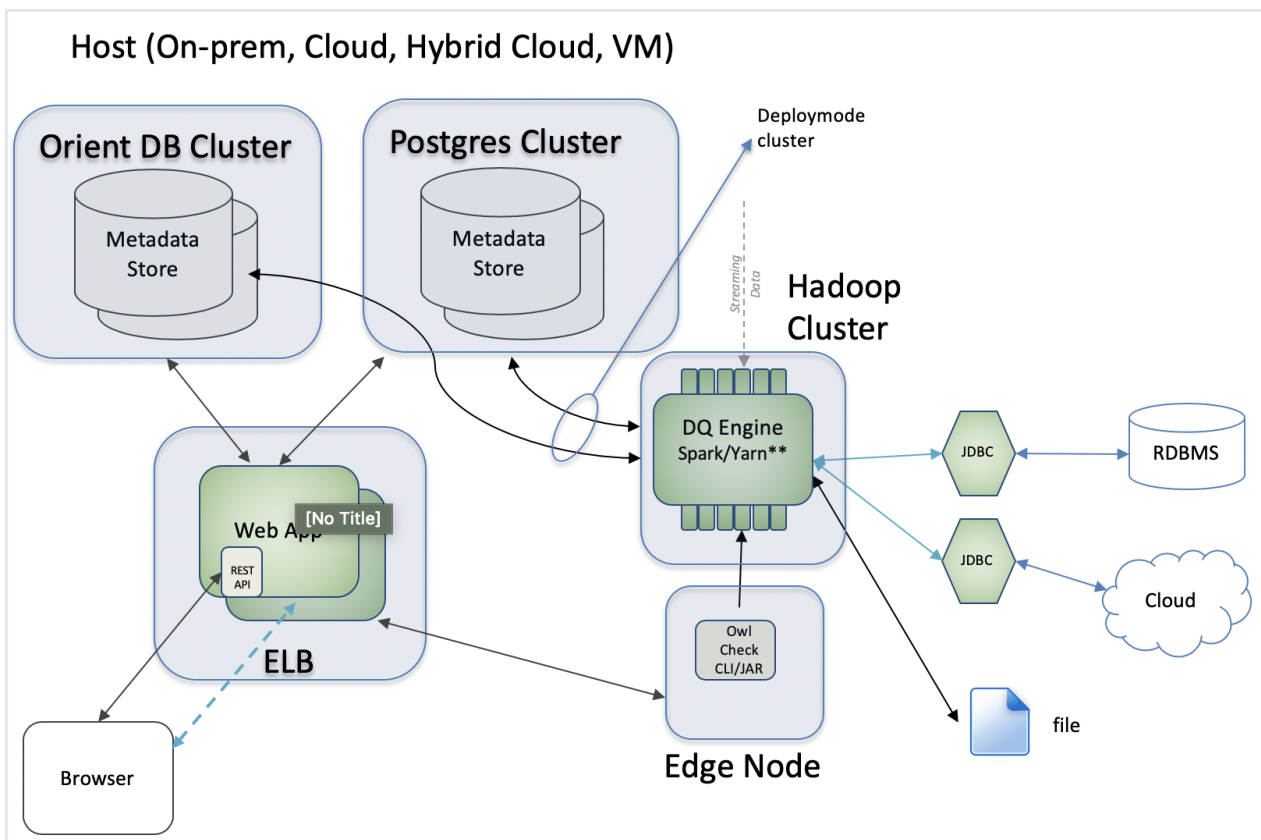 Host (On-prem, Cloud, Hybrid Cloud, VM)
Orient DB Cluster
Metadata
Store
Postgres Cluster
Metadata
Store
Deploymode
cluster
Streaming
Data
Hadoop
Cluster
DQ Engine
Spark/Yarn**
JDBC
RDBMS
JDBC
Cloud
Web App
[No Title]
REST
API
ELB
Owl
Check
CLI/JAR
Edge Node
file
Browser